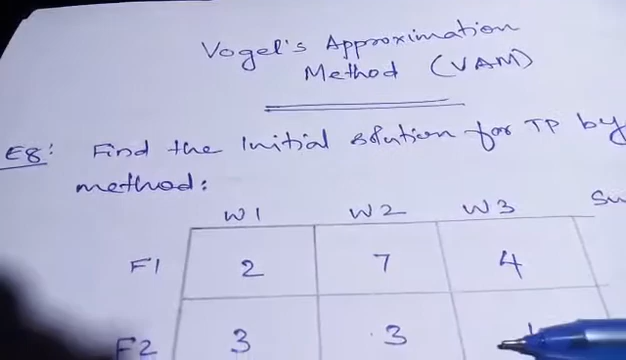 Vogel's Approximation
Method (VAM)
Eg: Find the Initial solution for TP by
method:
W1 W2 W3
F1 2 7 4
F2 3 3